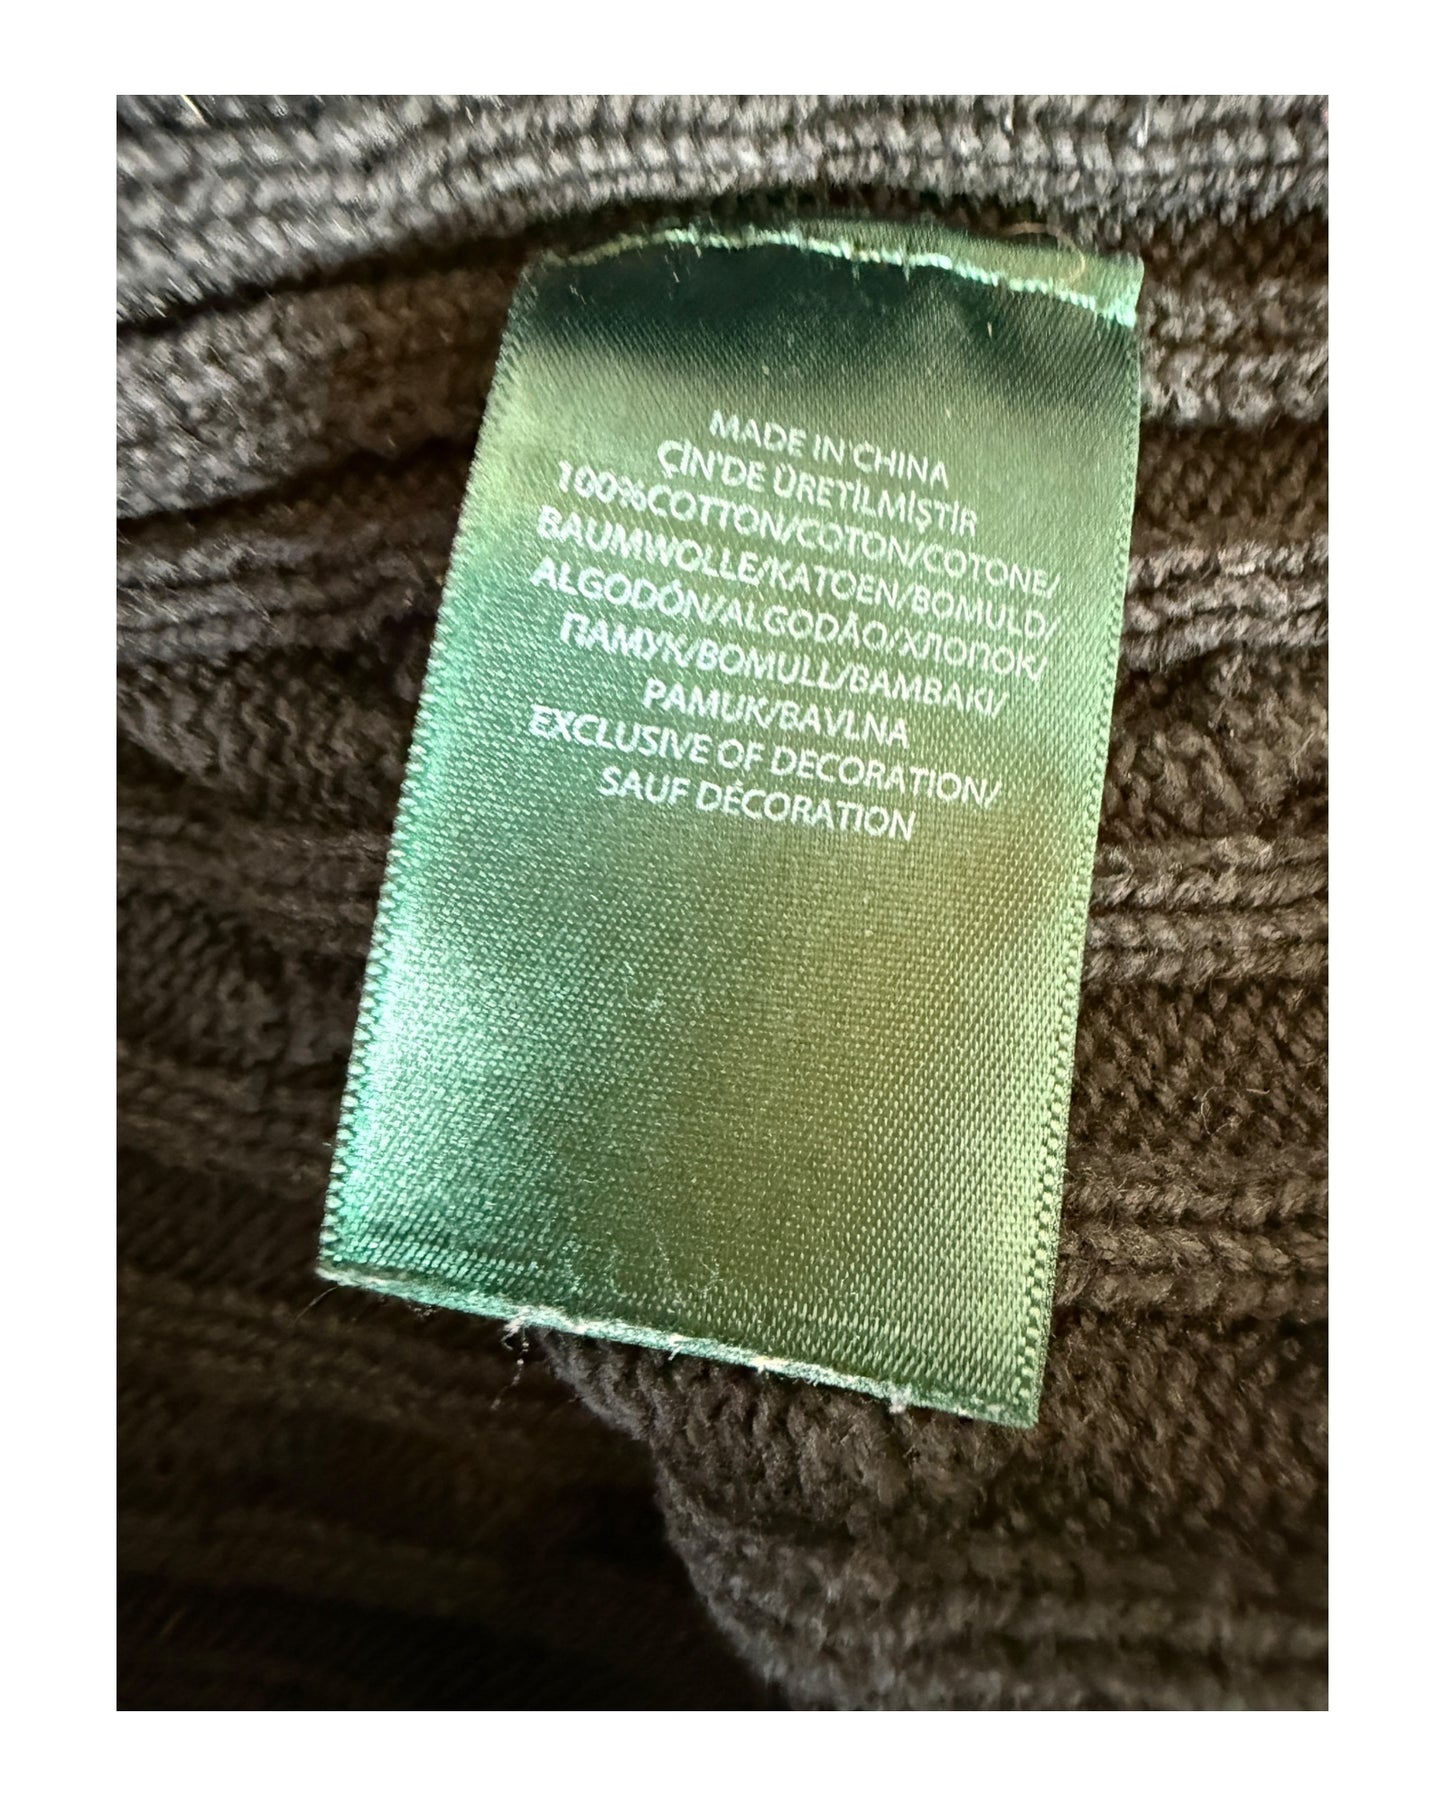 MADE IN CHINA
ÇİN'DE ÜRETİLMİŞTİR
100%COTTON/COTON/COTONE/
BAUMWOLLE/KATOEN/BOMULD/
ALGODÓN/ALGODÃO/ХЛОПОК/
ПАМУК/BOMULL/BAMBAKI/
PAMUK/BAVLNA
EXCLUSIVE OF DECORATION/
SAUF DÉCORATION